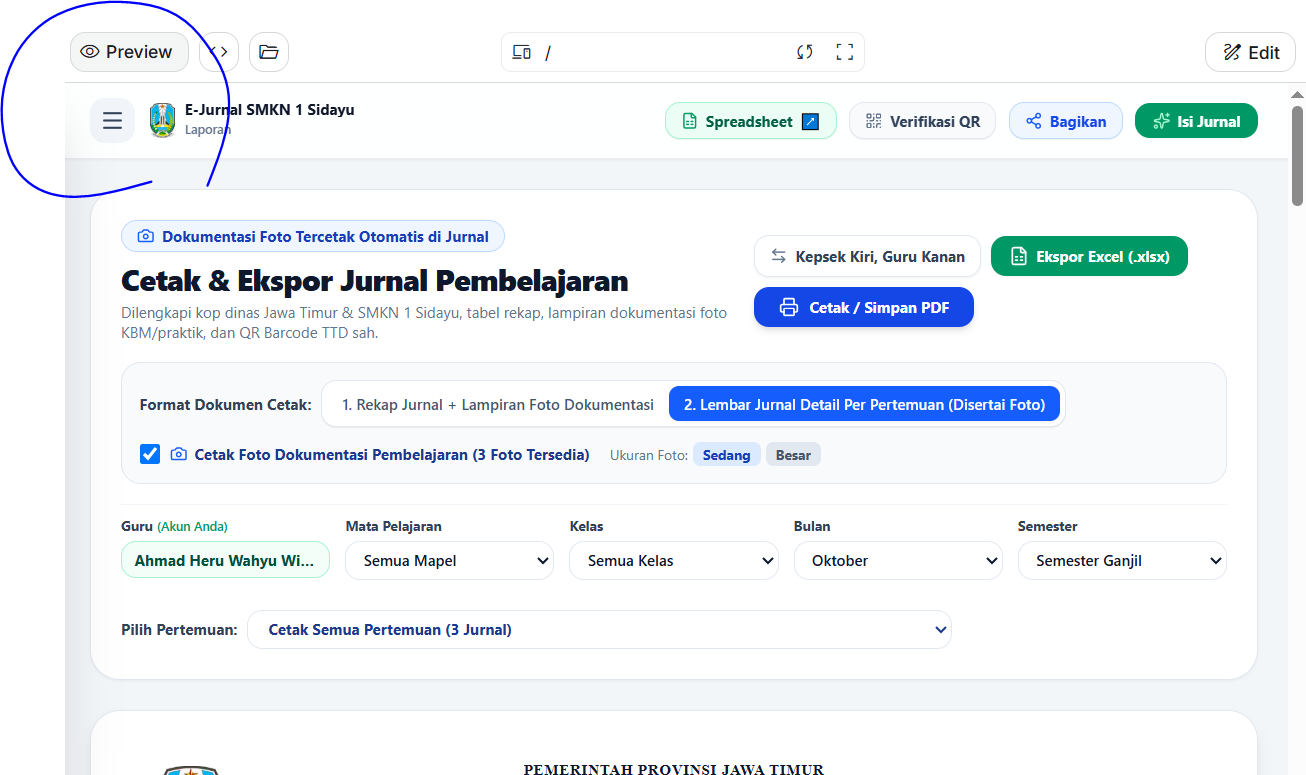 Preview
/
Edit
E-Jurnal SMKN 1 Sidayu
Laporan
Spreadsheet
Verifikasi QR
Bagikan
Isi Jurnal
Dokumentasi Foto Tercetak Otomatis di Jurnal
Cetak & Ekspor Jurnal Pembelajaran
Dilengkapi kop dinas Jawa Timur & SMKN 1 Sidayu, tabel rekap, lampiran dokumentasi foto
KBM/praktik, dan QR Barcode TTD sah.
Kepsek Kiri, Guru Kanan
Ekspor Excel (.xlsx)
Cetak / Simpan PDF
Format Dokumen Cetak:
1. Rekap Jurnal + Lampiran Foto Dokumentasi
2. Lembar Jurnal Detail Per Pertemuan (Disertai Foto)
Cetak Foto Dokumentasi Pembelajaran (3 Foto Tersedia)
Ukuran Foto:
Sedang
Besar
Guru (Akun Anda)
Ahmad Heru Wahyu Wi...
Mata Pelajaran
Semua Mapel
Kelas
Semua Kelas
Bulan
Oktober
Semester
Semester Ganjil
Pilih Pertemuan:
Cetak Semua Pertemuan (3 Jurnal)
PEMERINTAH PROVINSI JAWA TIMUR